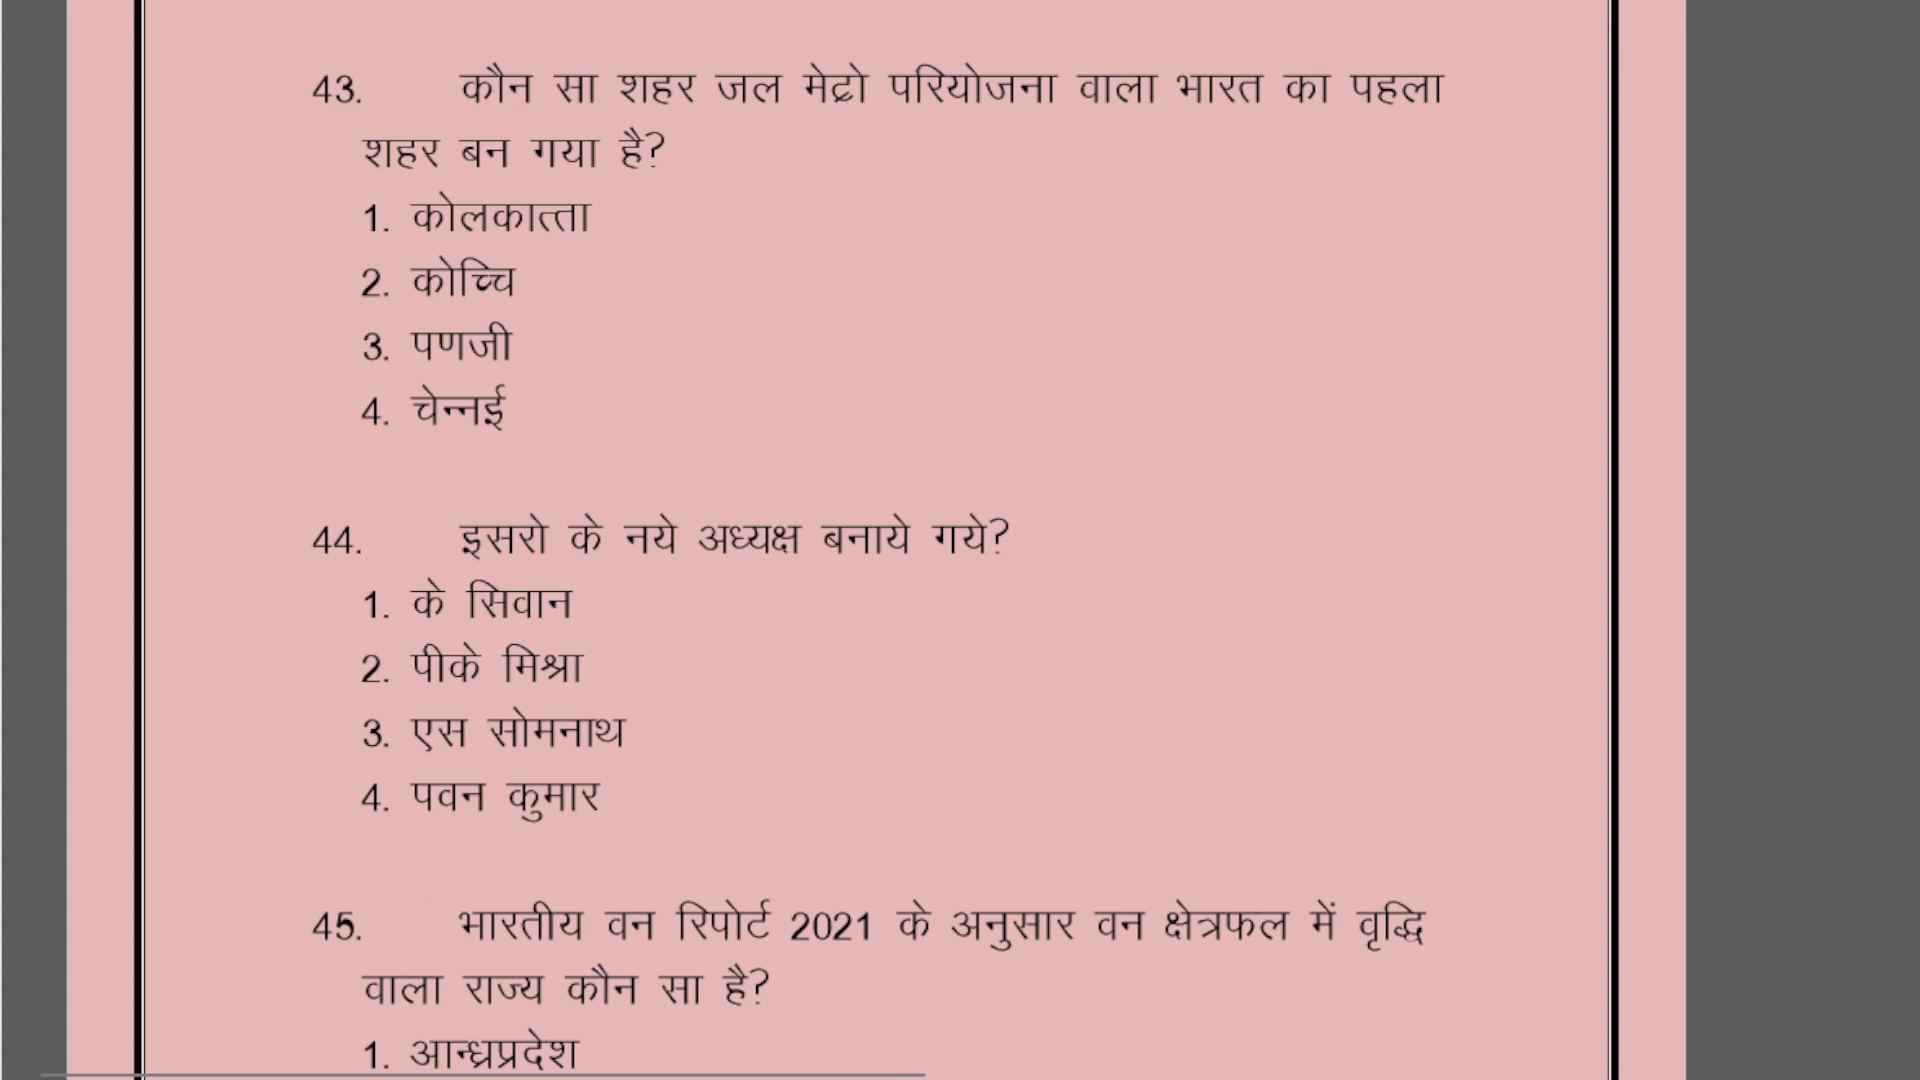 43. कौन सा शहर जल मेट्रो परियोजना वाला भारत का पहला
शहर बन गया है?
1. कोलकात्ता
2. कोच्चि
3. पणजी
4. चेन्नई
44. इसरो के नये अध्यक्ष बनाये गये?
1. के सिवान
2. पीके मिश्रा
3. एस सोमनाथ
4. पवन कुमार
45. भारतीय वन रिपोर्ट 2021 के अनुसार वन क्षेत्रफल में वृद्धि
वाला राज्य कौन सा है?
1. आन्ध्रप्रदेश